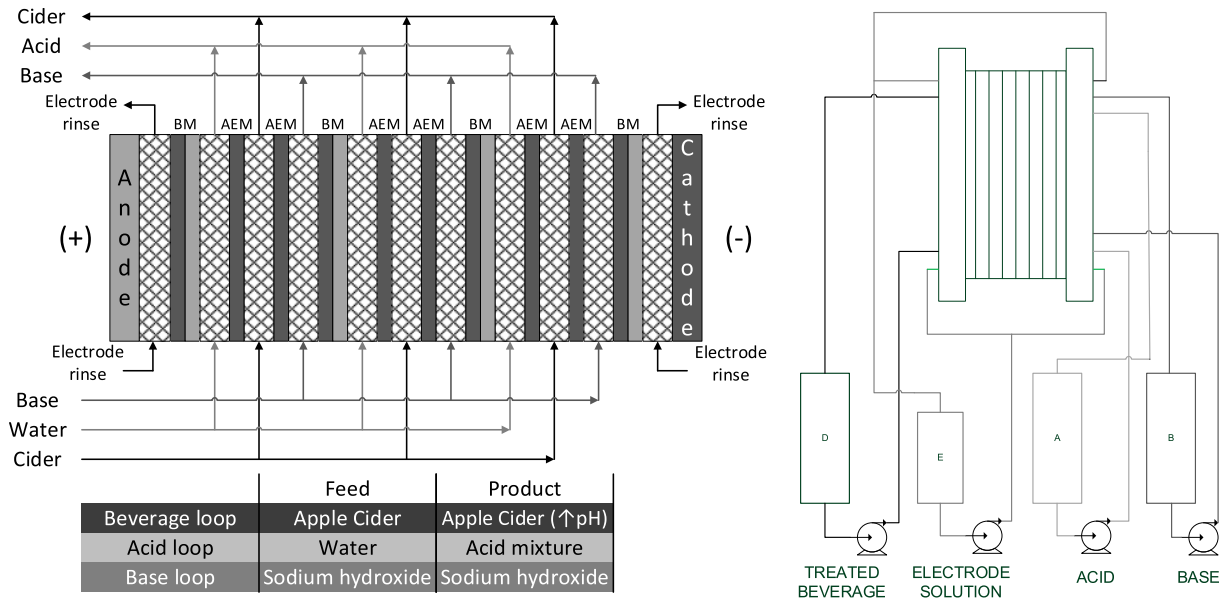 Cider
Acid
Base
Electrode
rinse
BM AEM AEM BM AEM AEM BM AEM AEM BM
Electrode
rinse
(+)
Anode
Cathode
(-)
Electrode
rinse
Electrode
rinse
Base
Water
Cider
Feed Product
Beverage loop Apple Cider Apple Cider (↑pH)
Acid loop Water Acid mixture
Base loop Sodium hydroxide Sodium hydroxide
D
E
A
B
TREATED
BEVERAGE
ELECTRODE
SOLUTION
ACID
BASE